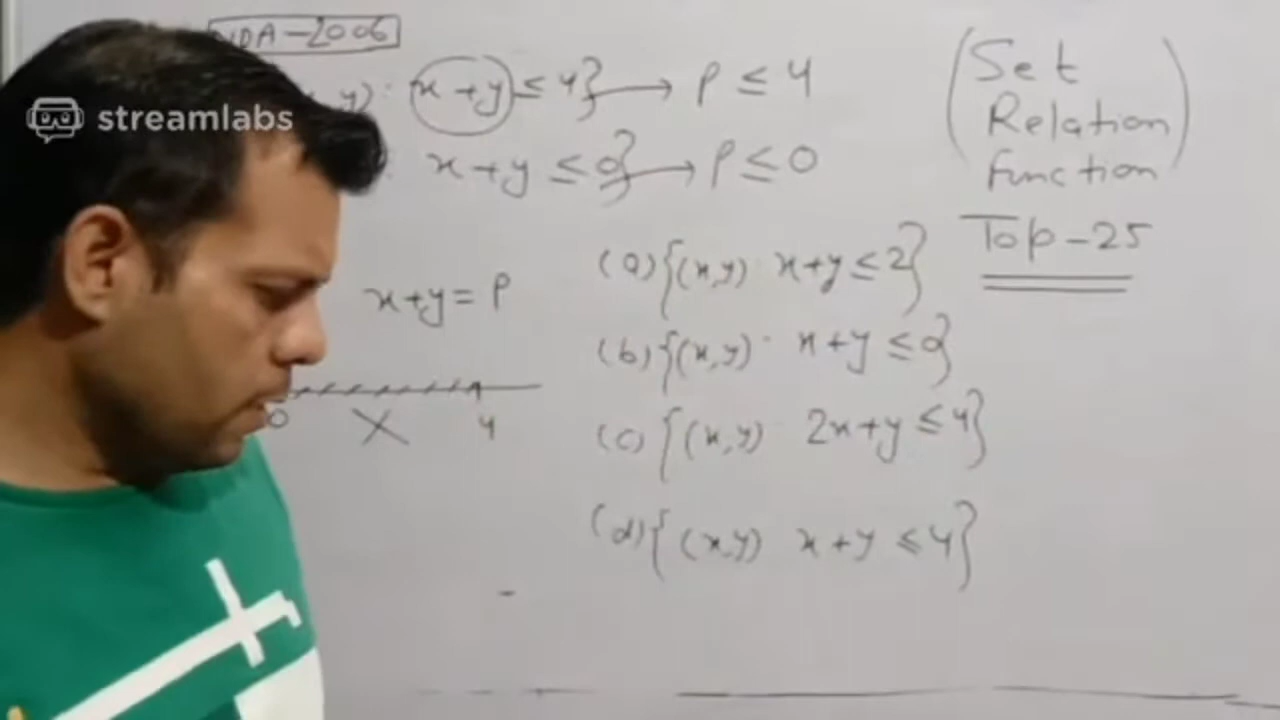 NDA-2006
streamlabs
y): x+y ≤ 4} → P ≤ 4
: x+y ≤ 0} → P ≤ 0
x+y = P
0 X 4
(a) {(x,y) x+y ≤ 2}
(b) {(x,y) · x+y ≤ 0}
(c) {(x,y) 2x+y ≤ 4}
(d) {(x,y) x+y ≤ 4}
(Set
Relation
function)
Top-25